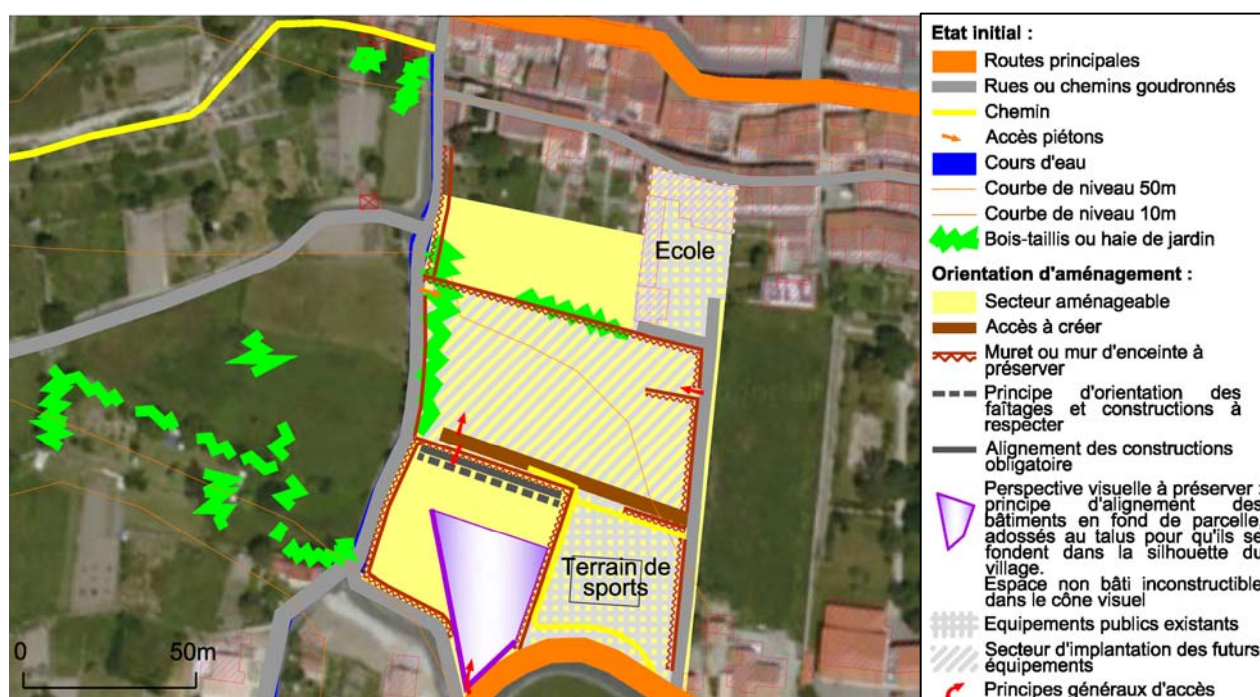 Ecole
Terrain de
sports
0 50m
Etat initial :
Routes principales
Rues ou chemins goudronnés
Chemin
Accès piétons
Cours d'eau
Courbe de niveau 50m
Courbe de niveau 10m
Bois-taillis ou haie de jardin
Orientation d'aménagement :
Secteur aménageable
Accès à créer
Muret ou mur d'enceinte à
préserver
Principe d'orientation des
faîtages et constructions à
respecter
Alignement des constructions
obligatoire
Perspective visuelle à préserver :
principe d'alignement des
bâtiments en fond de parcelle,
adossés au talus pour qu'ils se
fondent dans la silhouette du
village.
Espace non bâti inconstructible
dans le cône visuel
Equipements publics existants
Secteur d'implantation des futurs
équipements
Principes généraux d'accès